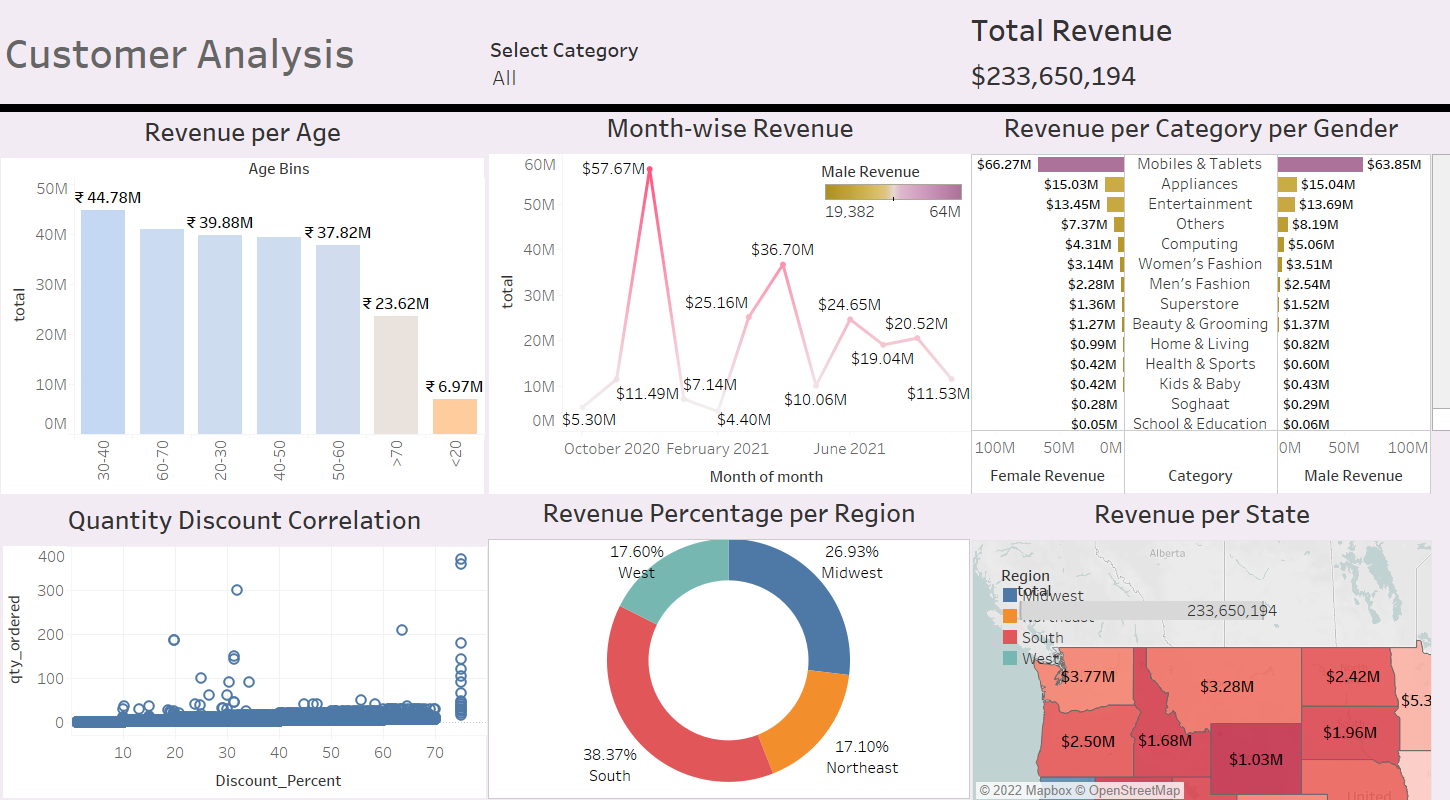 Customer Analysis
Select Category
All
Total Revenue
$233,650,194
Revenue per Age
Age Bins
50M
40M
30M
20M
10M
0M
total
₹ 44.78M
₹ 39.88M
₹ 37.82M
₹ 23.62M
₹ 6.97M
30-40
60-70
20-30
40-50
50-60
>70
<20
Month-wise Revenue
60M
50M
40M
30M
20M
10M
0M
total
$57.67M
$36.70M
$25.16M
$24.65M
$20.52M
$19.04M
$11.49M
$7.14M
$10.06M
$11.53M
$5.30M
$4.40M
Male Revenue
19,382 64M
October 2020 February 2021 June 2021
Month of month
Revenue per Category per Gender
$66.27M Mobiles & Tablets $63.85M
$15.03M Appliances $15.04M
$13.45M Entertainment $13.69M
$7.37M Others $8.19M
$4.31M Computing $5.06M
$3.14M Women's Fashion $3.51M
$2.28M Men's Fashion $2.54M
$1.36M Superstore $1.52M
$1.27M Beauty & Grooming $1.37M
$0.99M Home & Living $0.82M
$0.42M Health & Sports $0.60M
$0.42M Kids & Baby $0.43M
$0.28M Soghaat $0.29M
$0.05M School & Education $0.06M
100M 50M 0M 0M 50M 100M
Female Revenue Category Male Revenue
Quantity Discount Correlation
400
300
200
100
0
qty_ordered
10 20 30 40 50 60 70
Discount_Percent
Revenue Percentage per Region
17.60%
West
26.93%
Midwest
38.37%
South
17.10%
Northeast
Revenue per State
Alberta
Region
total
Midwest
233,650,194
Northeast
South
West
$3.77M
$3.28M
$2.42M
$5.3
$2.50M
$1.68M
$1.96M
$1.03M
United
© 2022 Mapbox © OpenStreetMap